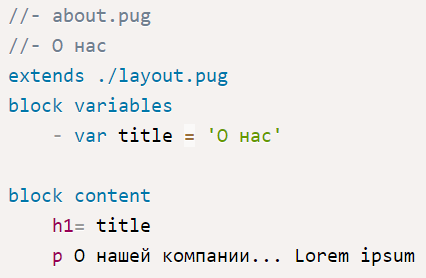 //- about.pug
//- О нас
extends ./layout.pug
block variables
    - var title = 'О нас'

block content
    h1= title
    p О нашей компании... Lorem ipsum